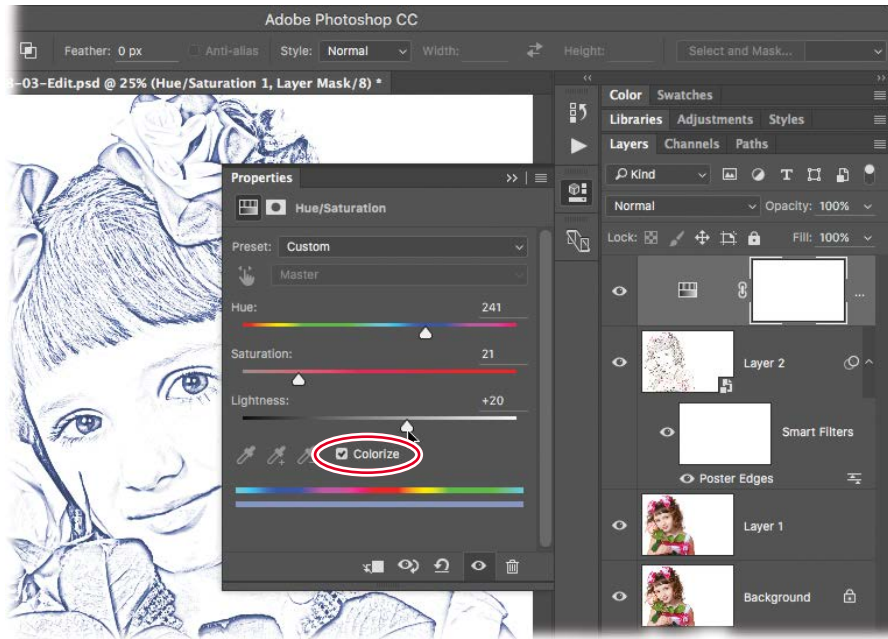 Adobe Photoshop CC
Feather: 0 px Anti-alias Style: Normal Width: Height: Select and Mask...
-03-Edit.psd @ 25% (Hue/Saturation 1, Layer Mask/8) *
Color Swatches
Libraries Adjustments Styles
Layers Channels Paths
Kind
Normal Opacity: 100%
Lock: Fill: 100%
...
Layer 2
Smart Filters
Poster Edges
Layer 1
Background
Properties
Hue/Saturation
Preset: Custom
Master
Hue: 241
Saturation: 21
Lightness: +20
Colorize